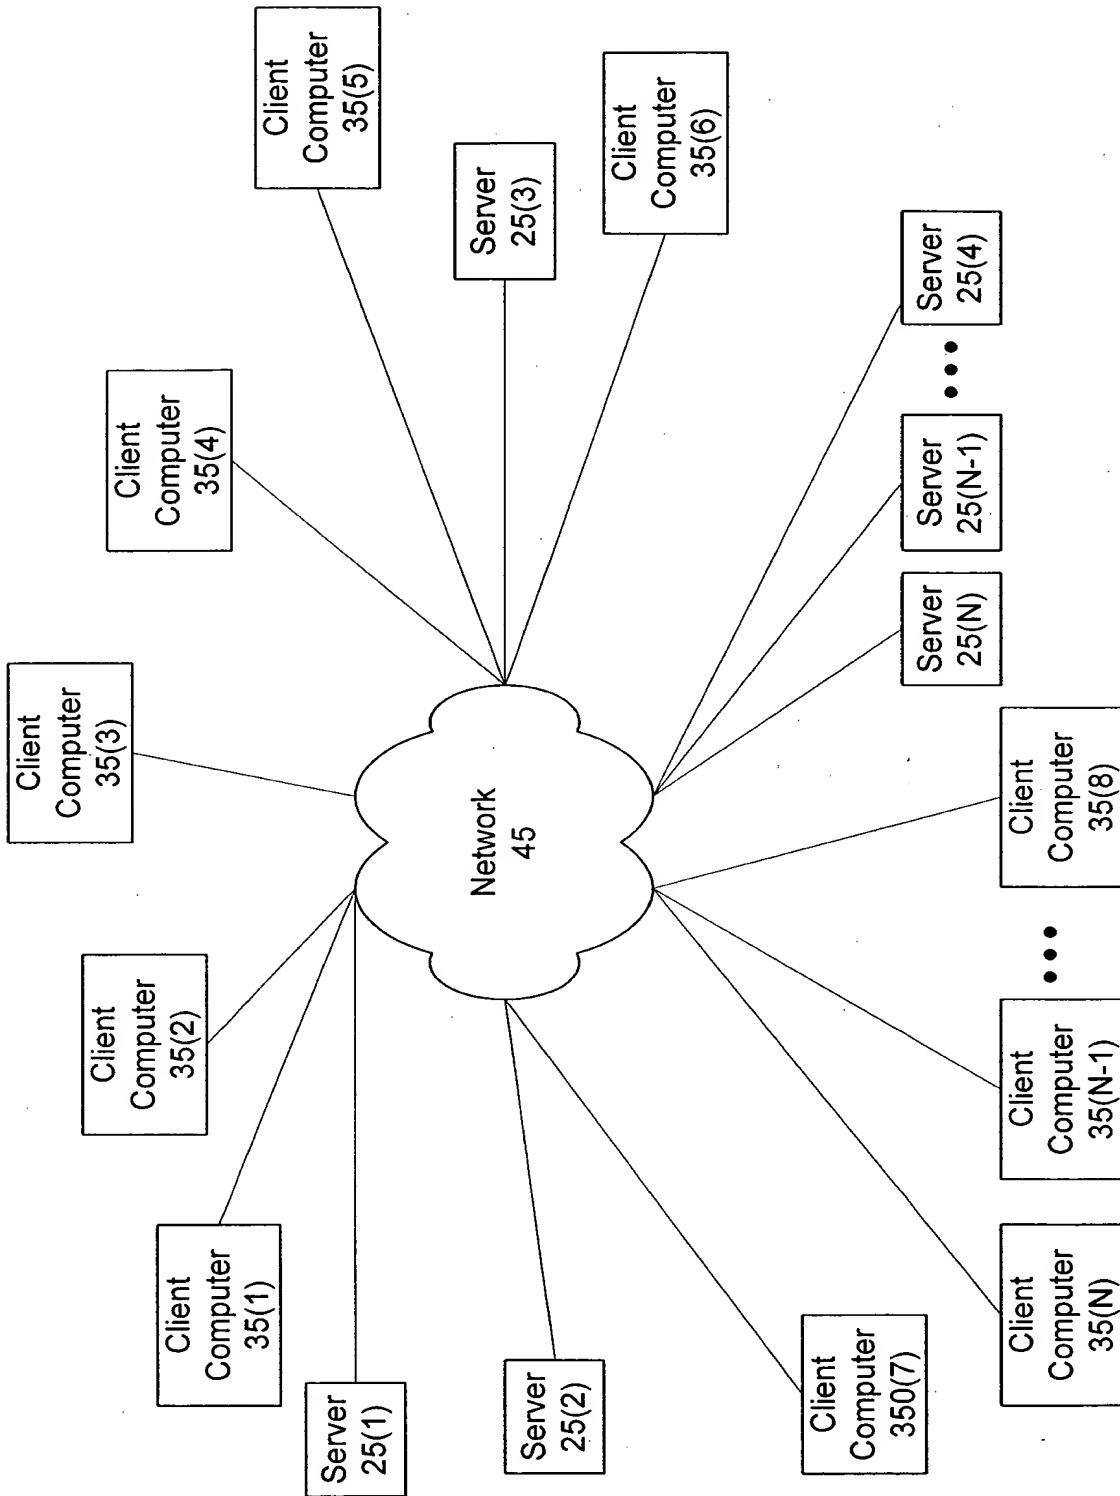 Client
Computer
35(3)
Client
Computer
35(4)
Client
Computer
35(2)
Client
Computer
35(5)
Client
Computer
35(1)
Server
25(1)
Server
25(3)
Network
45
Server
25(2)
Client
Computer
35(6)
Client
Computer
350(7)
Server
25(N)
Server
25(N-1)
Server
25(4)
Client
Computer
35(N)
Client
Computer
35(N-1)
Client
Computer
35(8)